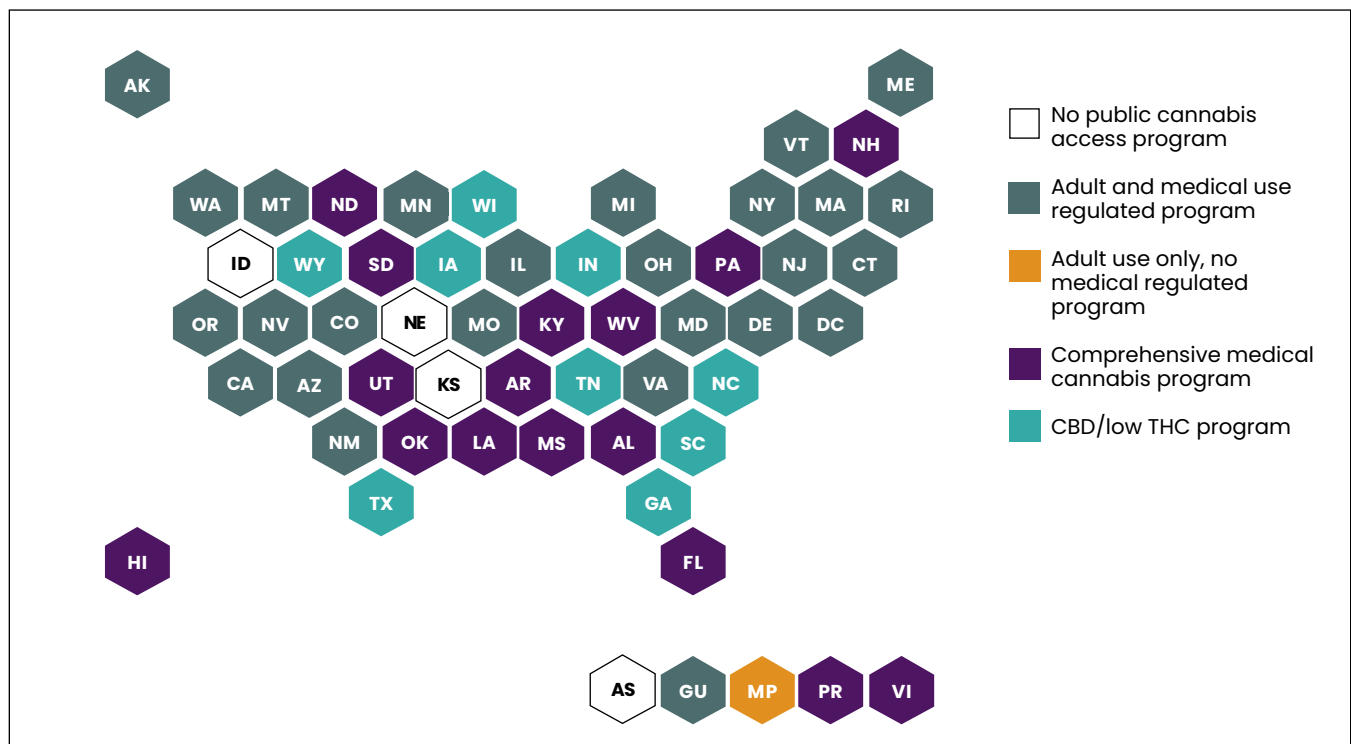 AK
ME
VT NH
WA MT ND MN WI MI NY MA RI
ID WY SD IA IL IN OH PA NJ CT
OR NV CO NE MO KY WV MD DE DC
CA AZ UT KS AR TN VA NC
NM OK LA MS AL SC
TX GA
HI FL
AS GU MP PR VI
No public cannabis
access program
Adult and medical use
regulated program
Adult use only, no
medical regulated
program
Comprehensive medical
cannabis program
CBD/low THC program